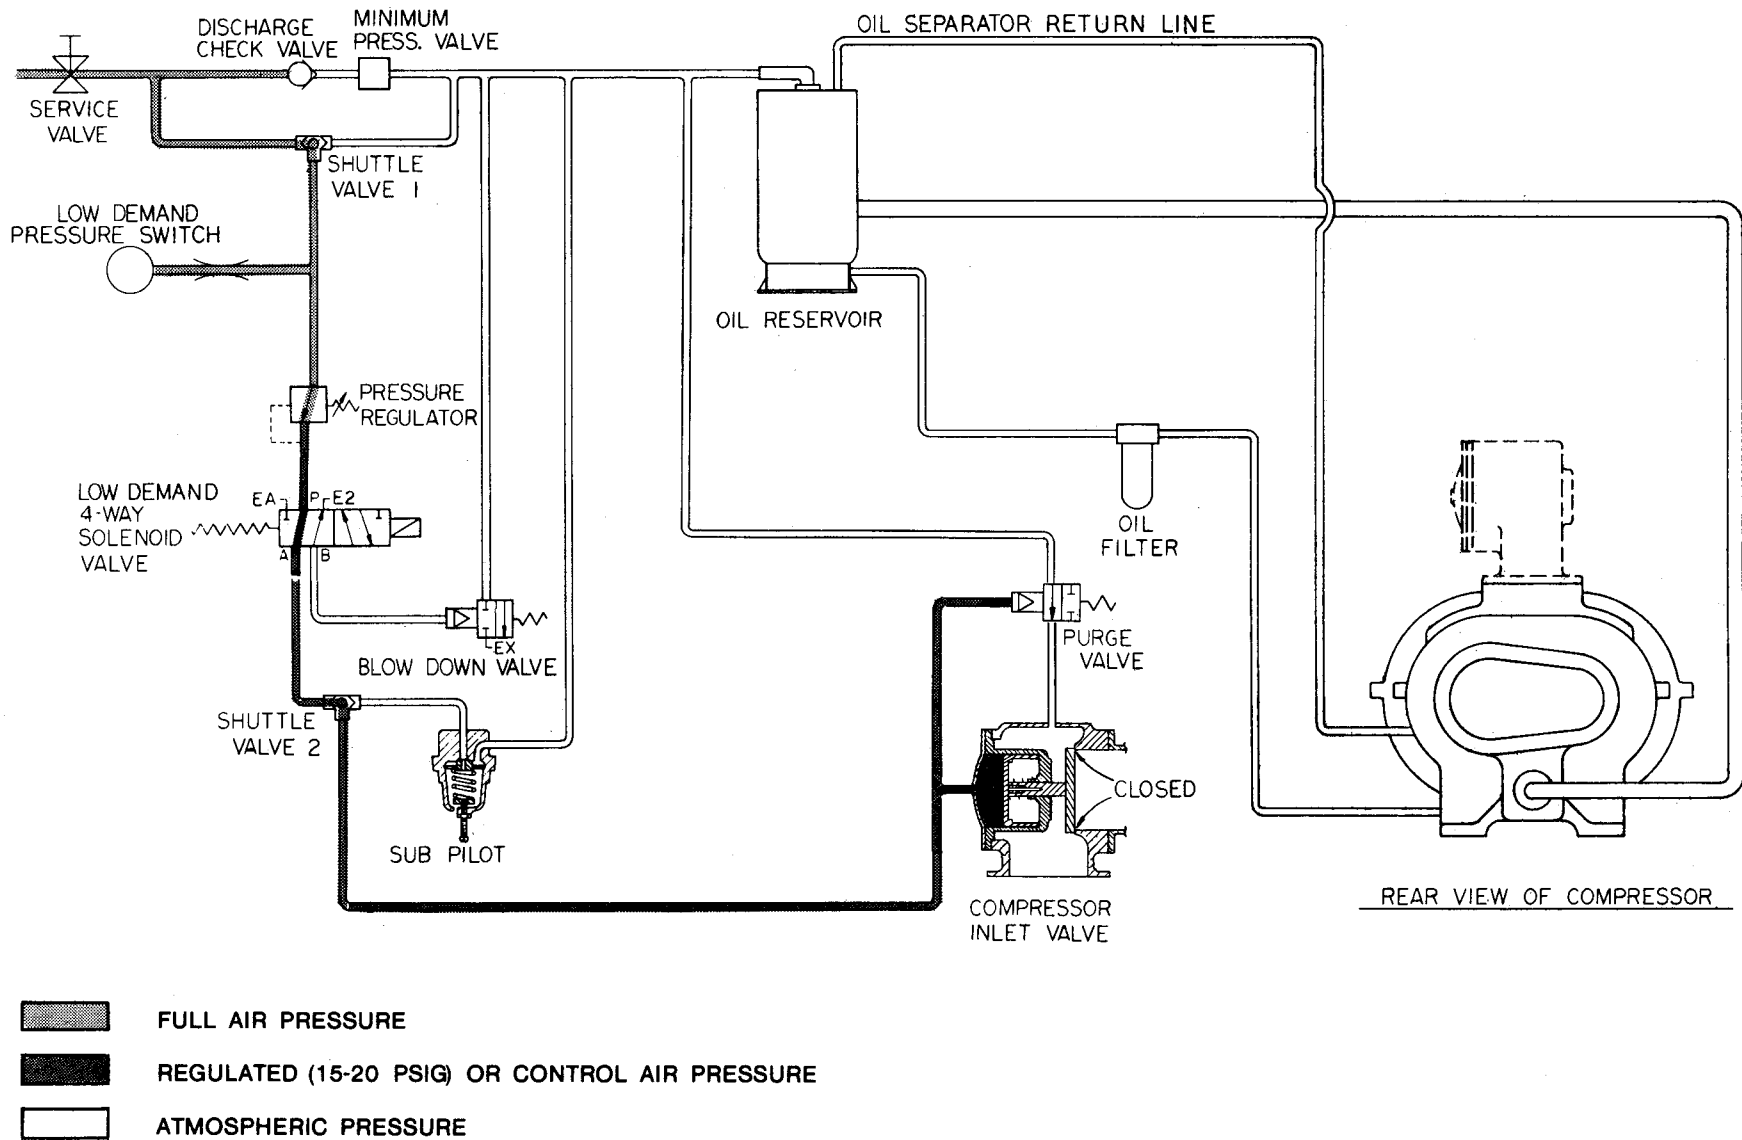 DISCHARGE
CHECK VALVE
MINIMUM
PRESS. VALVE
OIL SEPARATOR RETURN LINE
SERVICE
VALVE
SHUTTLE
VALVE 1
LOW DEMAND
PRESSURE SWITCH
OIL RESERVOIR
PRESSURE
REGULATOR
LOW DEMAND
4-WAY
SOLENOID
VALVE
EA
P
E2
A
B
OIL
FILTER
EX
BLOW DOWN VALVE
PURGE
VALVE
SHUTTLE
VALVE 2
CLOSED
SUB PILOT
COMPRESSOR
INLET VALVE
REAR VIEW OF COMPRESSOR
FULL AIR PRESSURE
REGULATED (15-20 PSIG) OR CONTROL AIR PRESSURE
ATMOSPHERIC PRESSURE